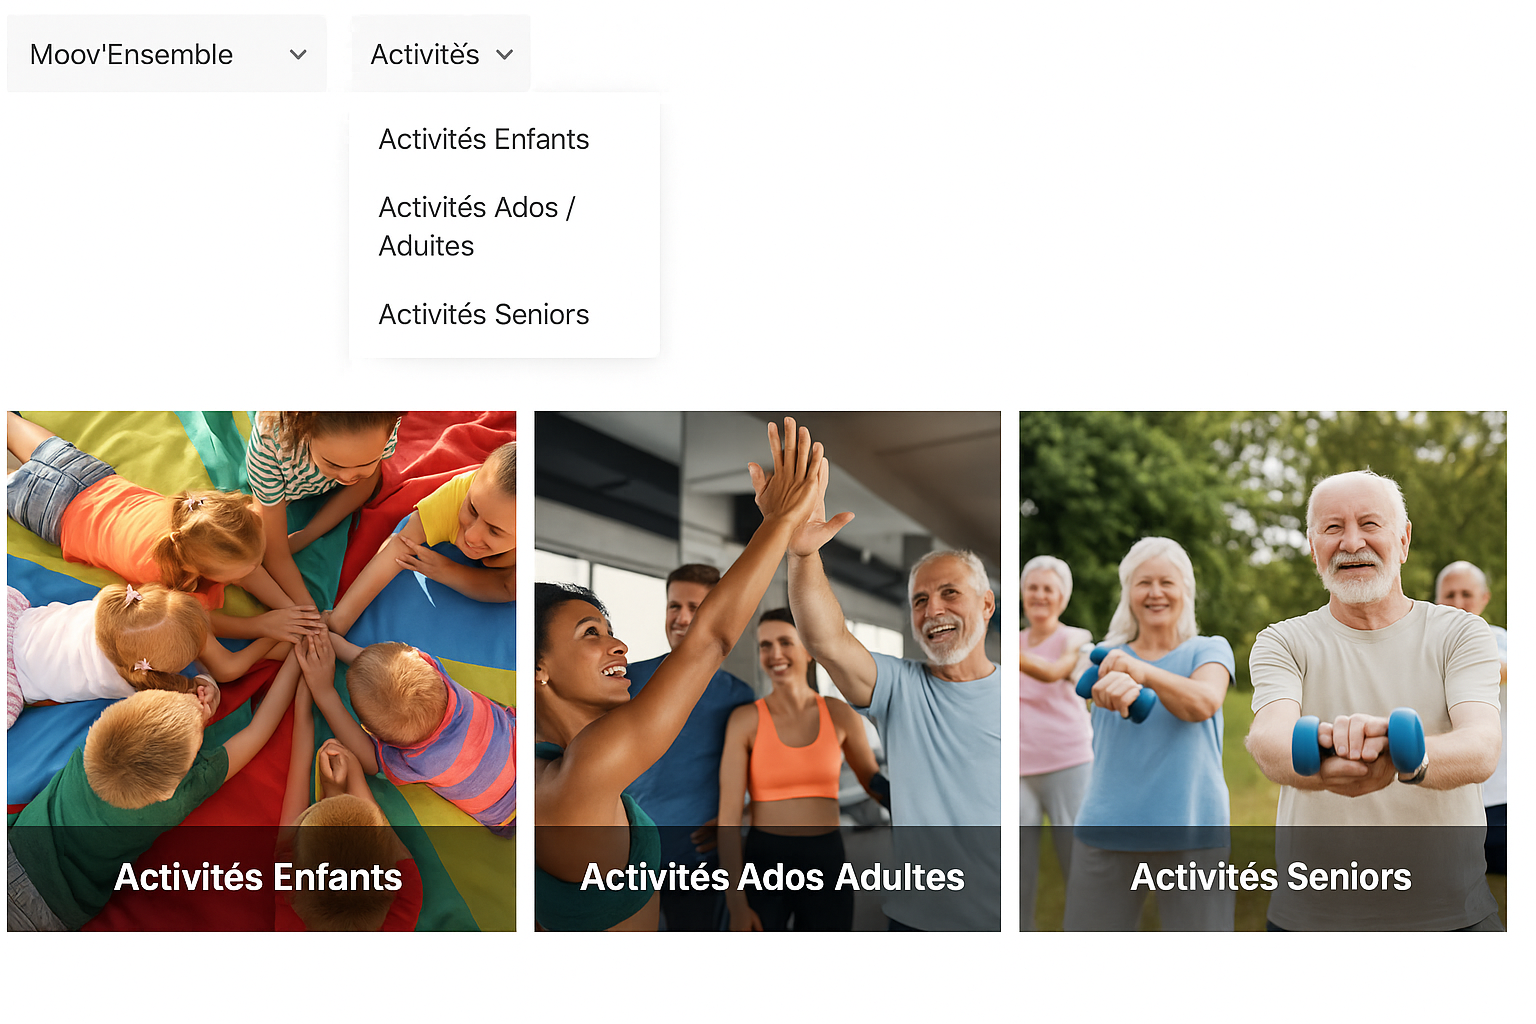 Moov'Ensemble
Activitès
Activités Enfants
Activités Ados /
Aduites
Activités Seniors
Activités Enfants
Activités Ados Adultes
Activités Seniors